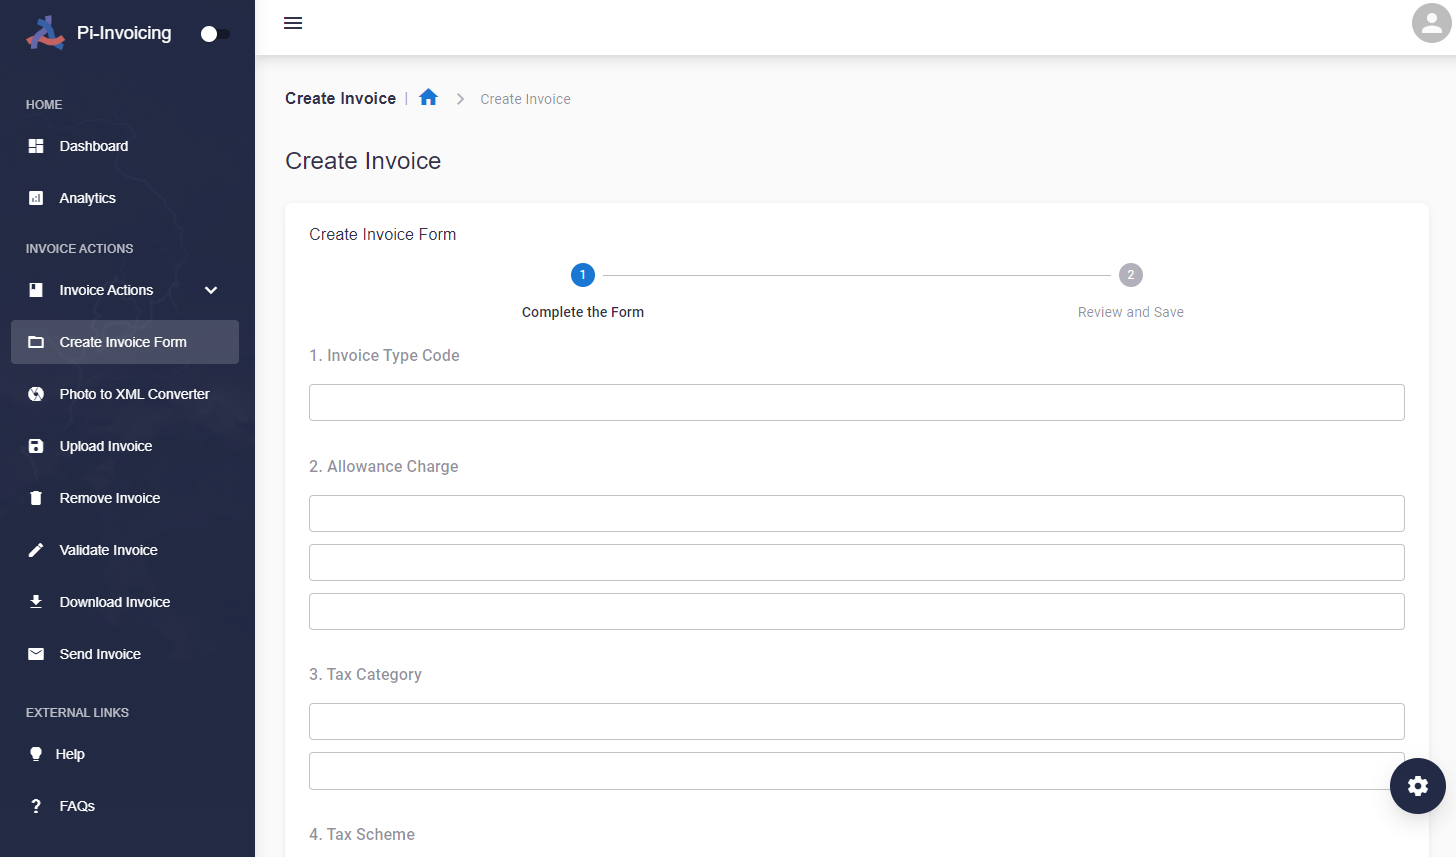 Pi-Invoicing
HOME
Dashboard
Analytics
INVOICE ACTIONS
Invoice Actions
Create Invoice Form
Photo to XML Converter
Upload Invoice
Remove Invoice
Validate Invoice
Download Invoice
Send Invoice
EXTERNAL LINKS
Help
FAQs
Create Invoice | Create Invoice
Create Invoice
Create Invoice Form
1 2
Complete the Form Review and Save
1. Invoice Type Code
2. Allowance Charge
3. Tax Category
4. Tax Scheme